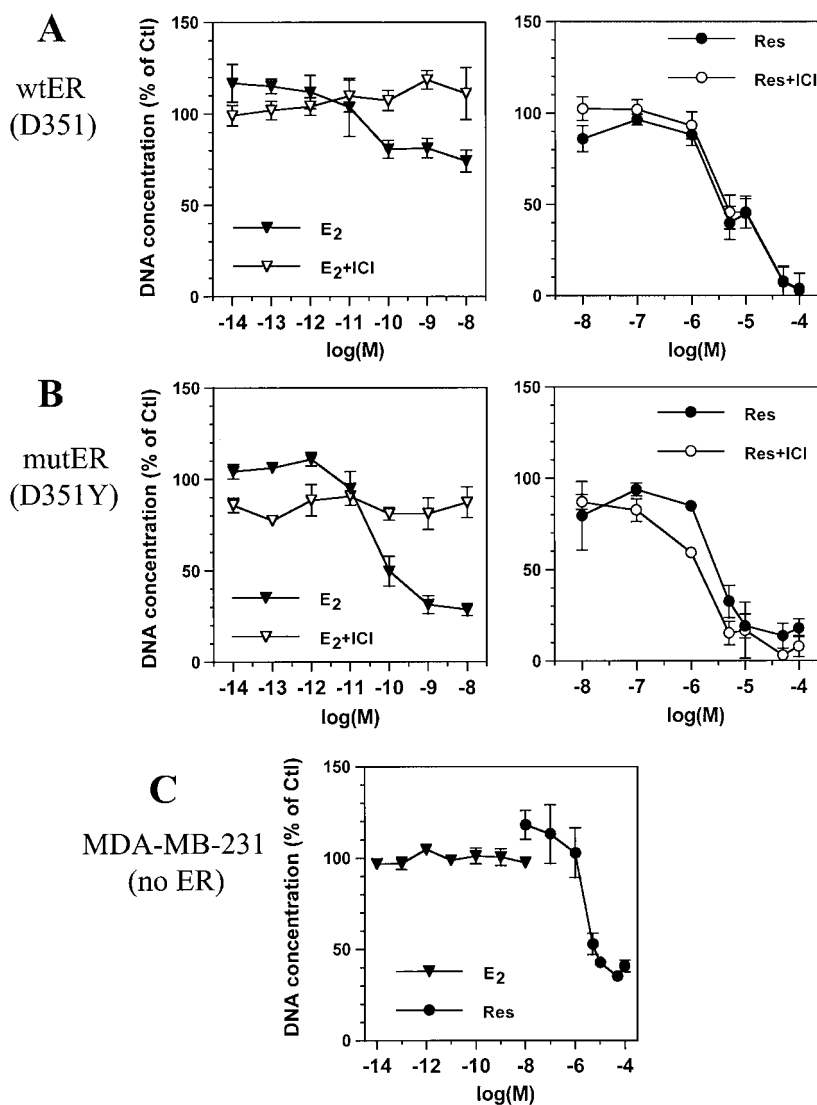 A
wtER
(D351)
DNA concentration (% of Ctl)
150
100
50
0
E2
E2+ICI
-14 -13 -12 -11 -10 -9 -8
log(M)
150
100
50
0
Res
Res+ICI
-8 -7 -6 -5 -4
log(M)
B
mutER
(D351Y)
DNA concentration (% of Ctl)
150
100
50
0
E2
E2+ICI
-14 -13 -12 -11 -10 -9 -8
log(M)
150
100
50
0
Res
Res+ICI
-8 -7 -6 -5 -4
log(M)
C
MDA-MB-231
(no ER)
DNA concentration (% of Ctl)
150
100
50
0
E2
Res
-14 -12 -10 -8 -6 -4
log(M)